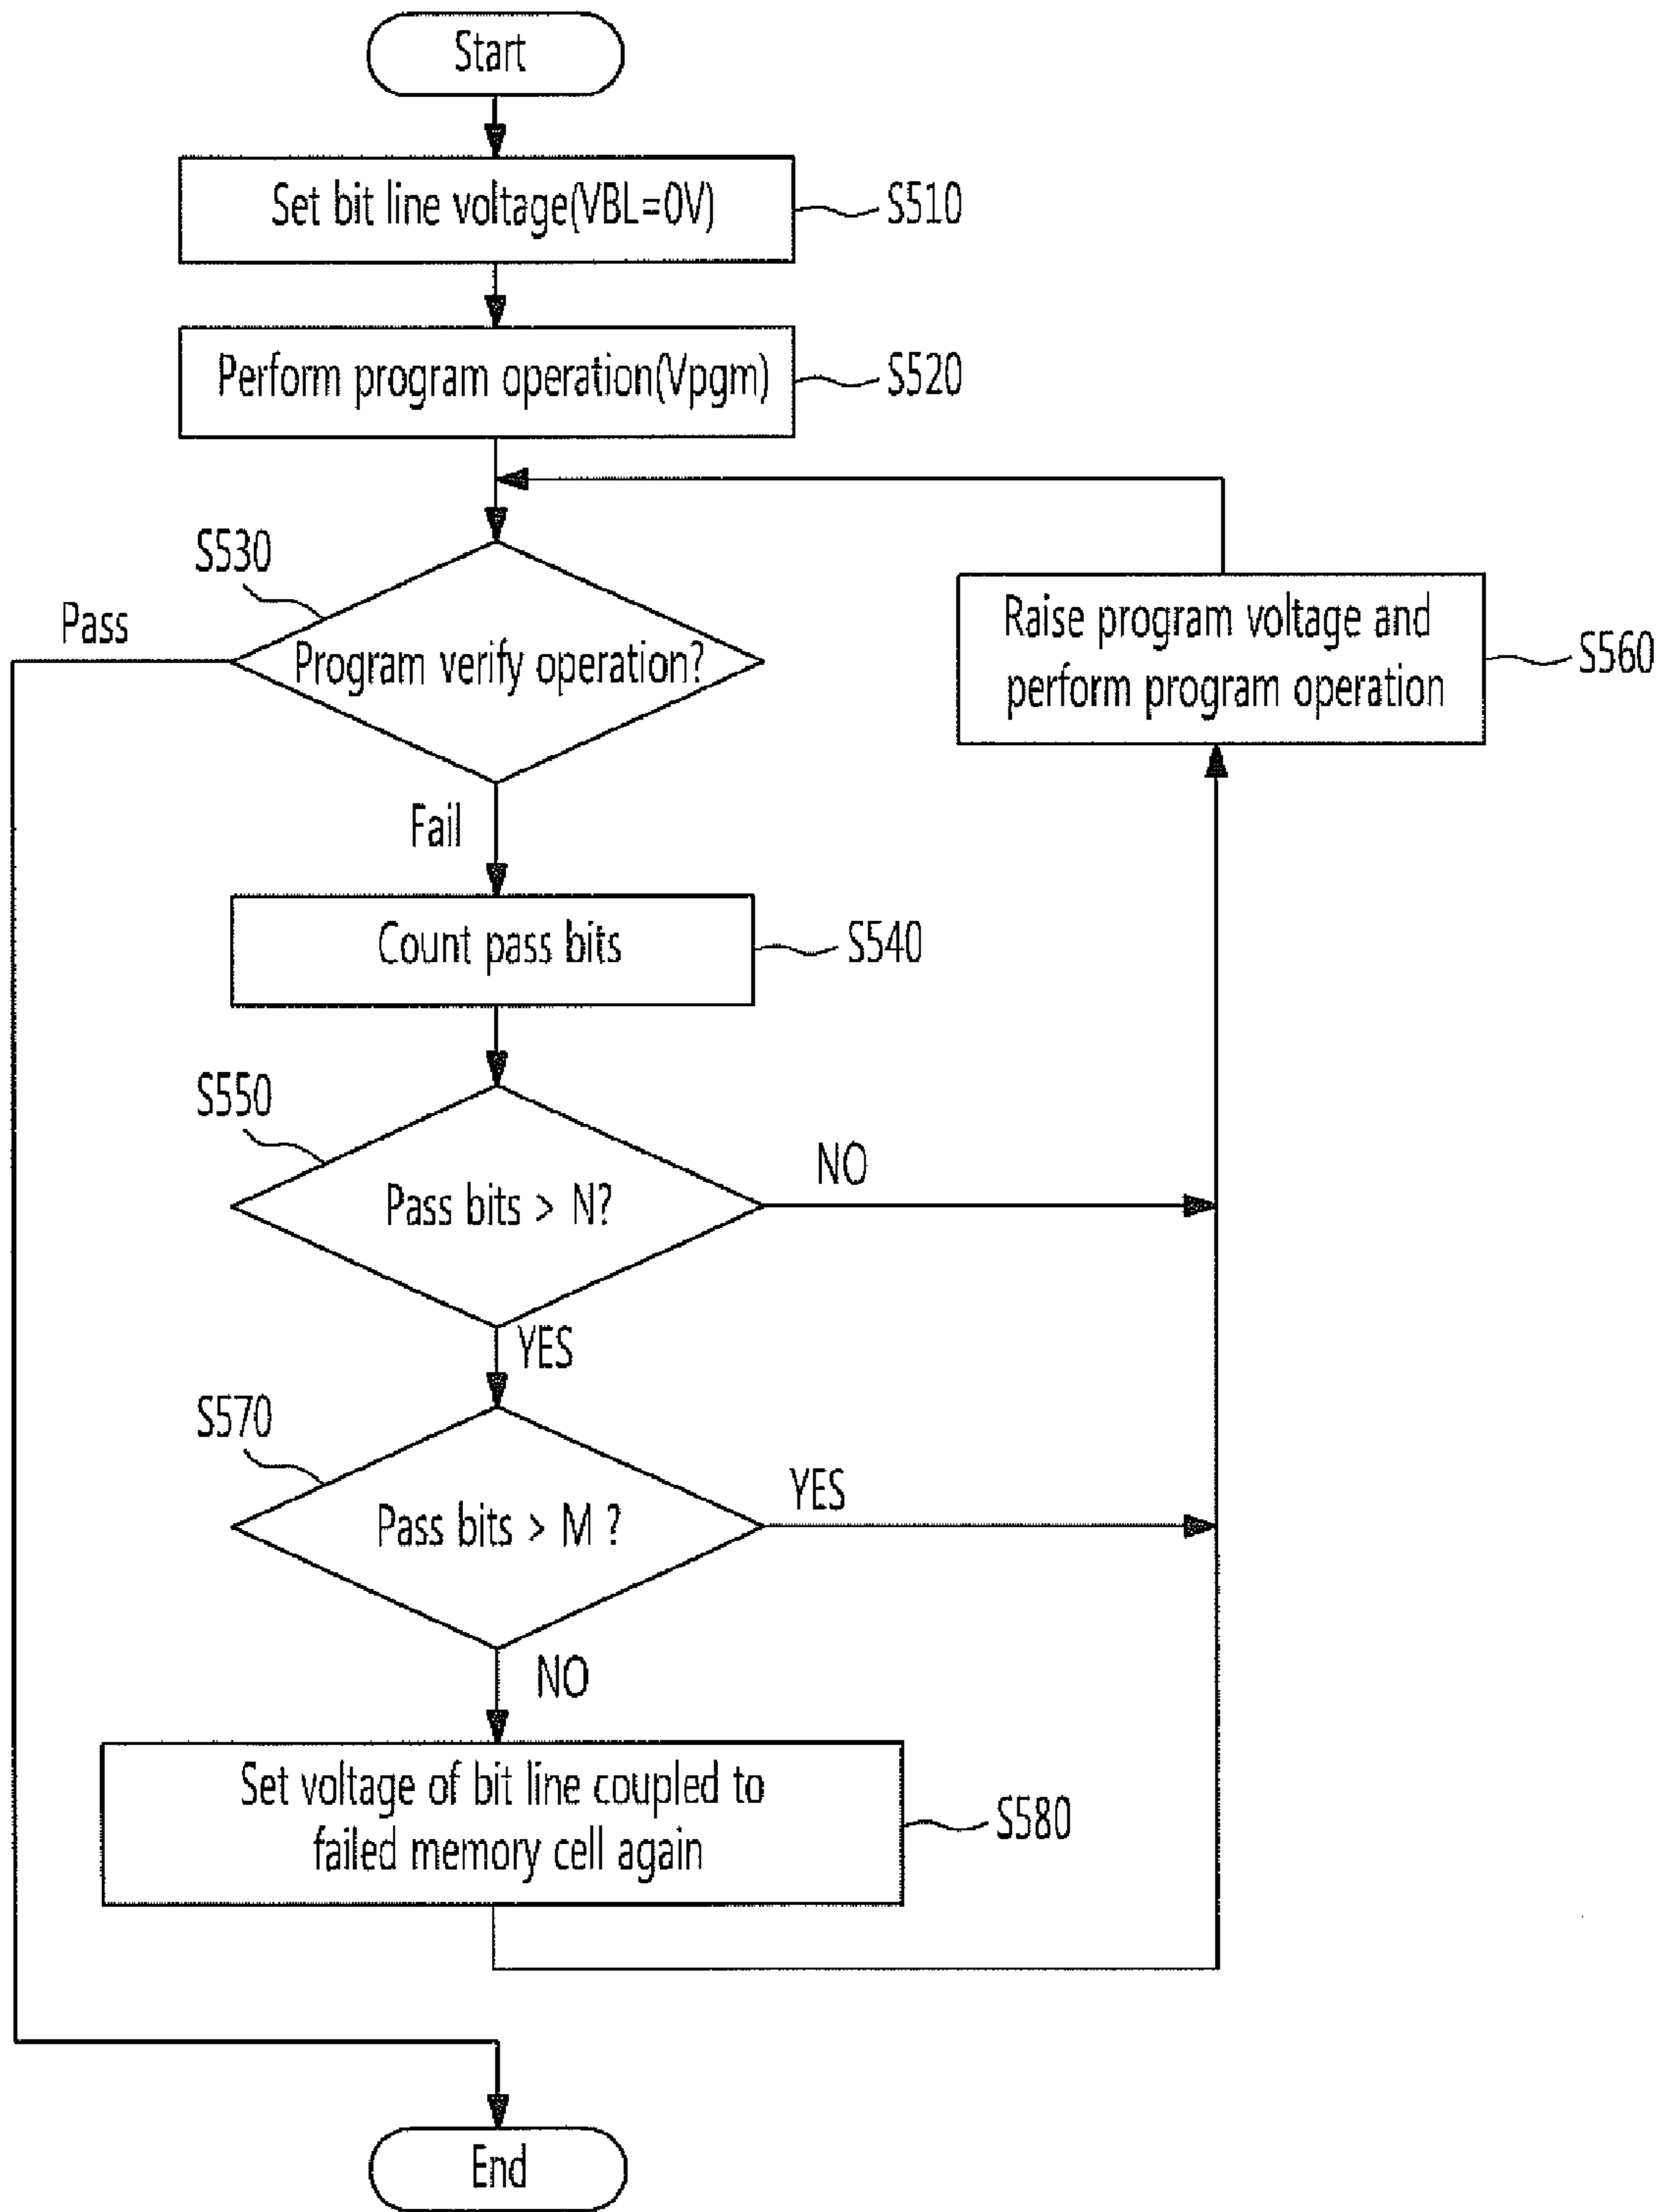 Start
Set bit line voltage(VBL=0V)
S510
Perform program operation(Vpgm)
S520
S530
Pass
Program verify operation?
Raise program voltage and
perform program operation
S560
Fail
Count pass bits
S540
S550
Pass bits > N?
NO
YES
S570
Pass bits > M ?
YES
NO
Set voltage of bit line coupled to
failed memory cell again
S580
End